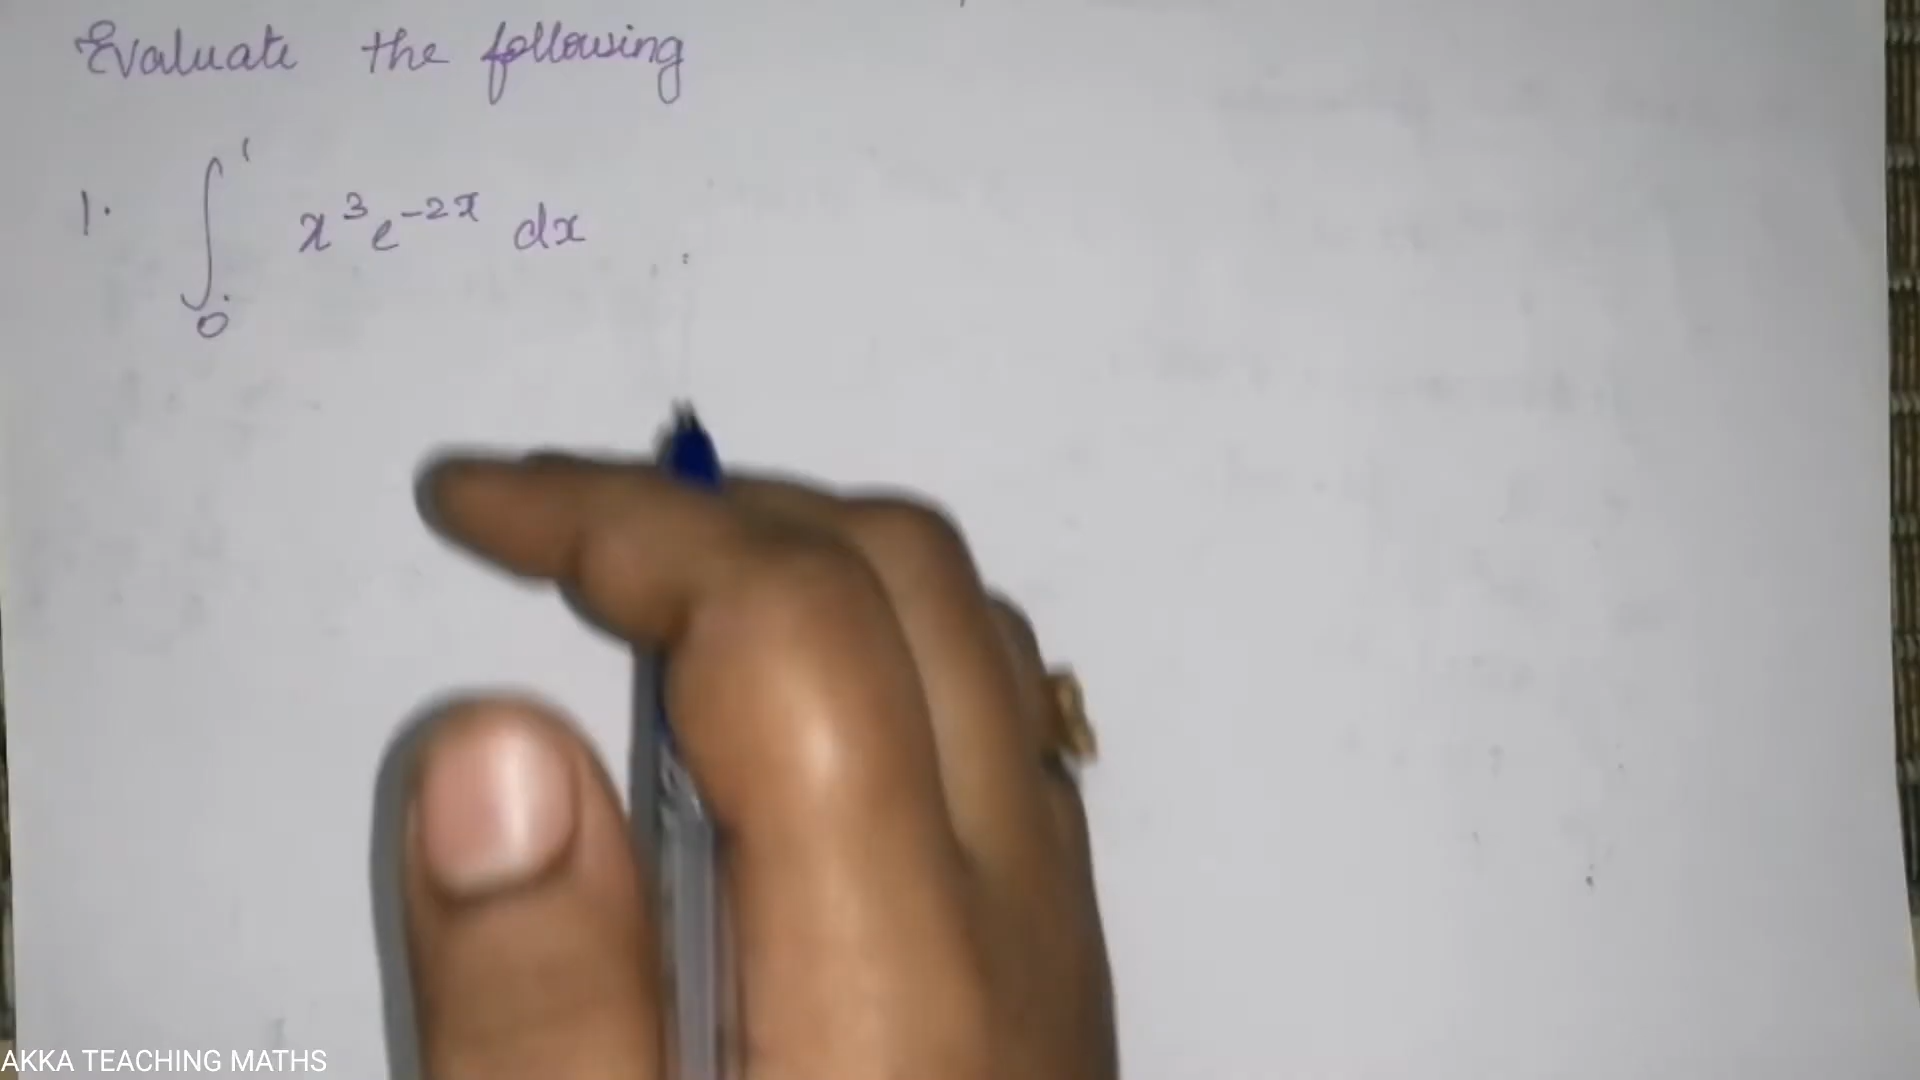 Evaluate the following
1. ∫₀¹ x³e⁻²ˣ dx
AKKA TEACHING MATHS